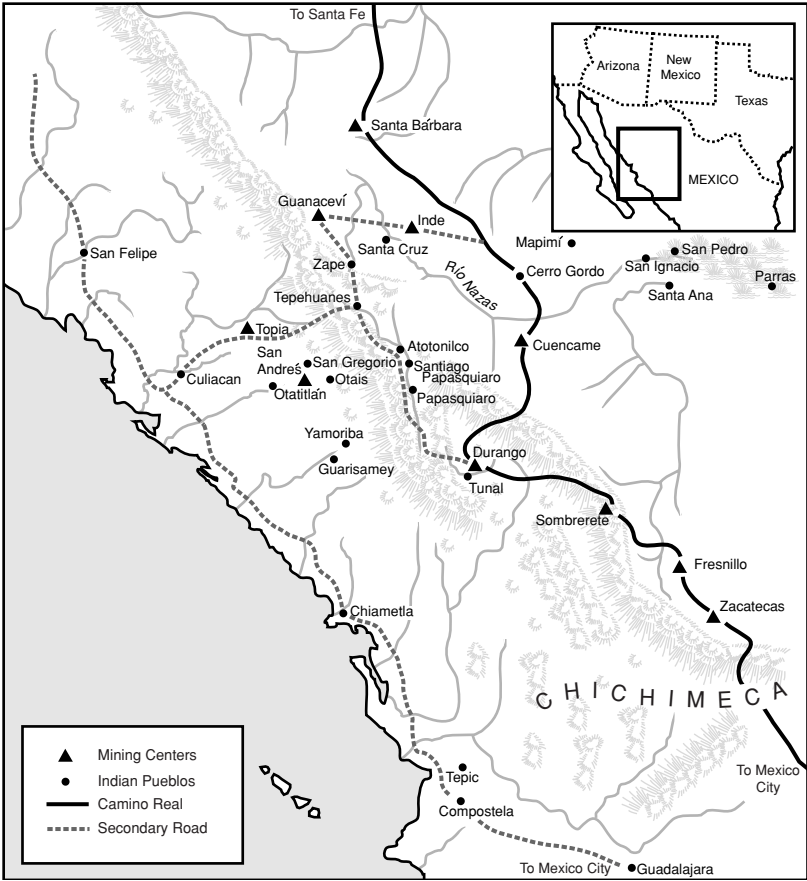 To Santa Fe
Arizona
New
Mexico
Texas
MEXICO
Santa Bárbara
Guanaceví
Inde
Santa Cruz
Mapimí
San Pedro
San Felipe
San Ignacio
Zape
Río Nazas
Cerro Gordo
Parras
Santa Ana
Tepehuanes
Topia
Atotonilco
Cuencame
San
Andrés
San Gregorio
Santiago
Papasquiaro
Culiacan
Otais
Otatitlán
Papasquiaro
Yamoriba
Durango
Guarisamey
Tunal
Sombrerete
Fresnillo
Zacatecas
Chiametla
CHICHIMECA
Mining Centers
Indian Pueblos
Camino Real
Secondary Road
Tepic
To Mexico
City
Compostela
To Mexico City
Guadalajara